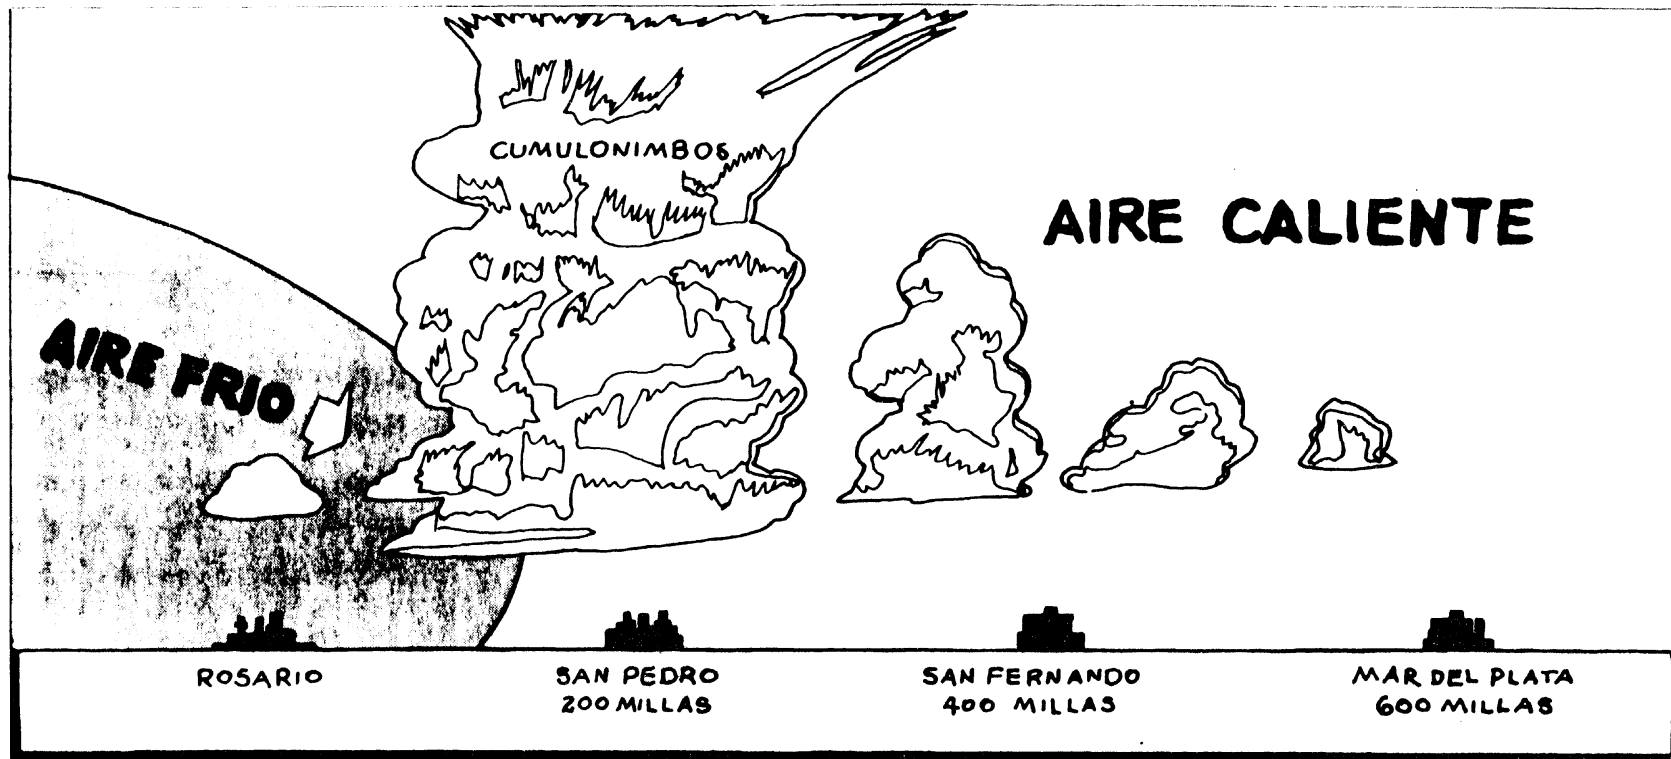 CUMULONIMBOS
AIRE CALIENTE
AIRE FRIO
ROSARIO
SAN PEDRO
200 MILLAS
SAN FERNANDO
400 MILLAS
MAR DEL PLATA
600 MILLAS